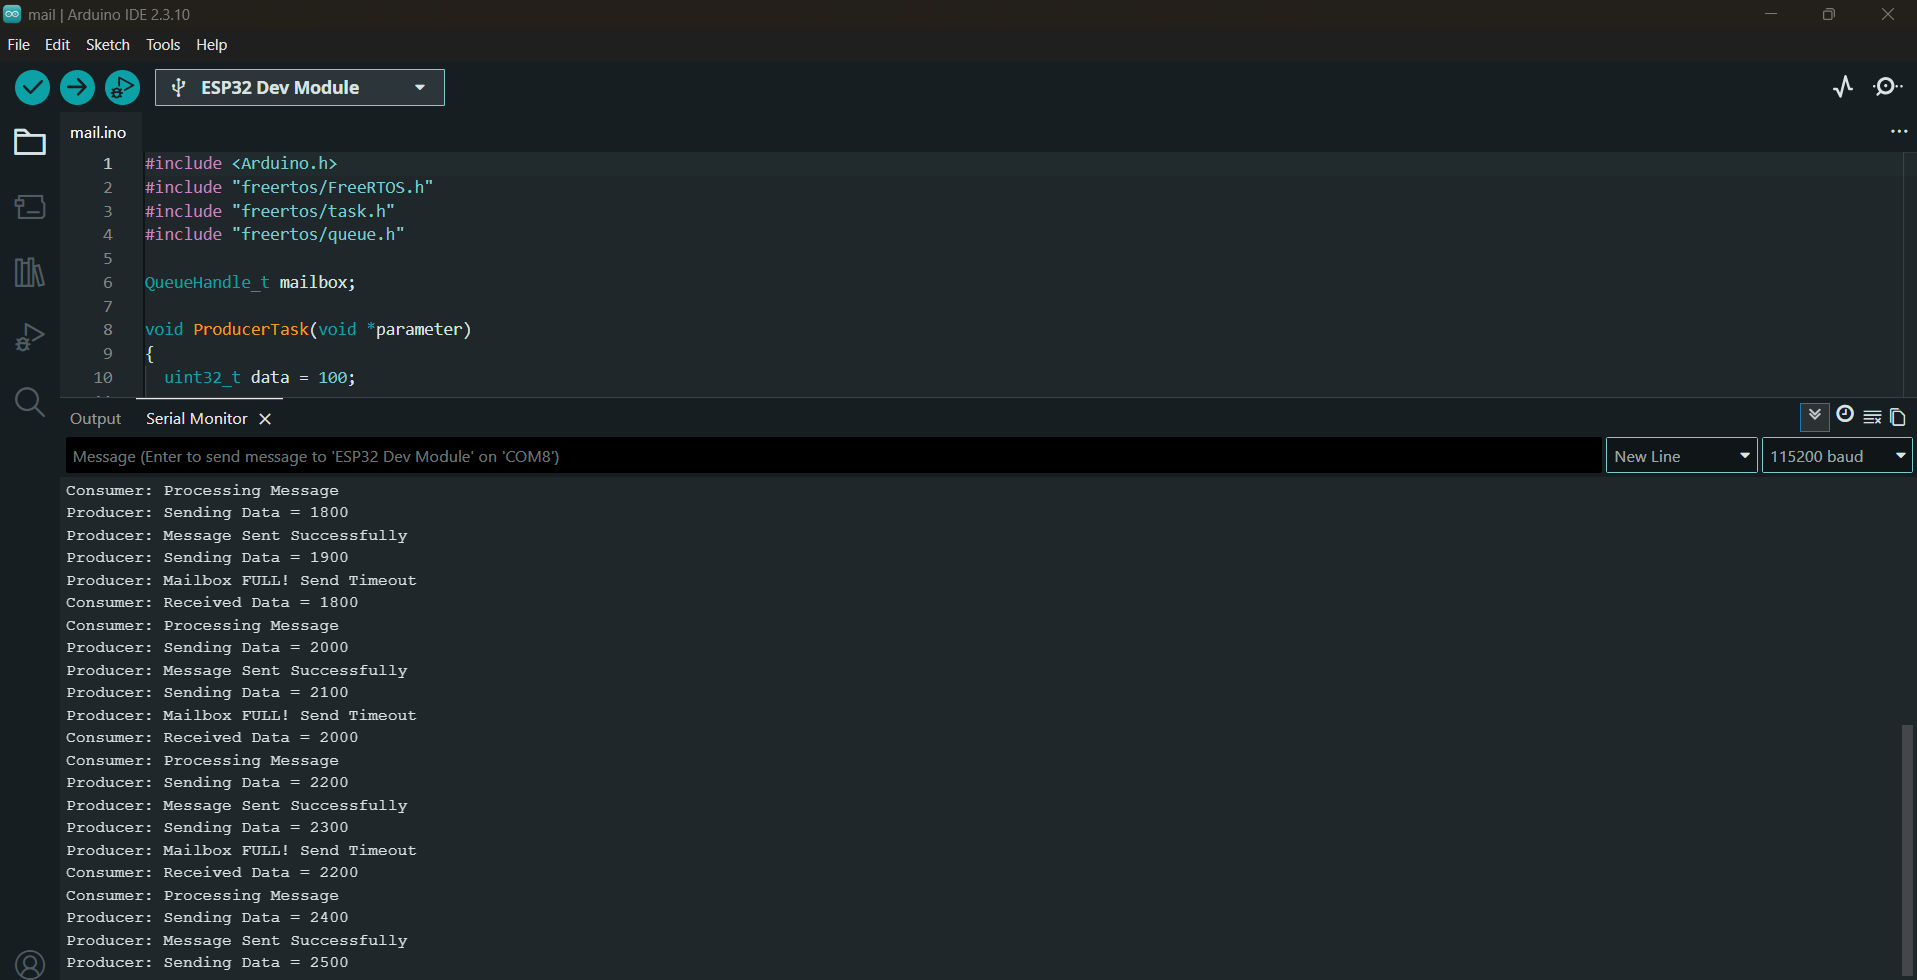 mail | Arduino IDE 2.3.10
File Edit Sketch Tools Help
ESP32 Dev Module
mail.ino
1 #include <Arduino.h>
2 #include "freertos/FreeRTOS.h"
3 #include "freertos/task.h"
4 #include "freertos/queue.h"
5
6 QueueHandle_t mailbox;
7
8 void ProducerTask(void *parameter)
9 {
10 uint32_t data = 100;
Output Serial Monitor
Message (Enter to send message to 'ESP32 Dev Module' on 'COM8') New Line 115200 baud
Consumer: Processing Message
Producer: Sending Data = 1800
Producer: Message Sent Successfully
Producer: Sending Data = 1900
Producer: Mailbox FULL! Send Timeout
Consumer: Received Data = 1800
Consumer: Processing Message
Producer: Sending Data = 2000
Producer: Message Sent Successfully
Producer: Sending Data = 2100
Producer: Mailbox FULL! Send Timeout
Consumer: Received Data = 2000
Consumer: Processing Message
Producer: Sending Data = 2200
Producer: Message Sent Successfully
Producer: Sending Data = 2300
Producer: Mailbox FULL! Send Timeout
Consumer: Received Data = 2200
Consumer: Processing Message
Producer: Sending Data = 2400
Producer: Message Sent Successfully
Producer: Sending Data = 2500